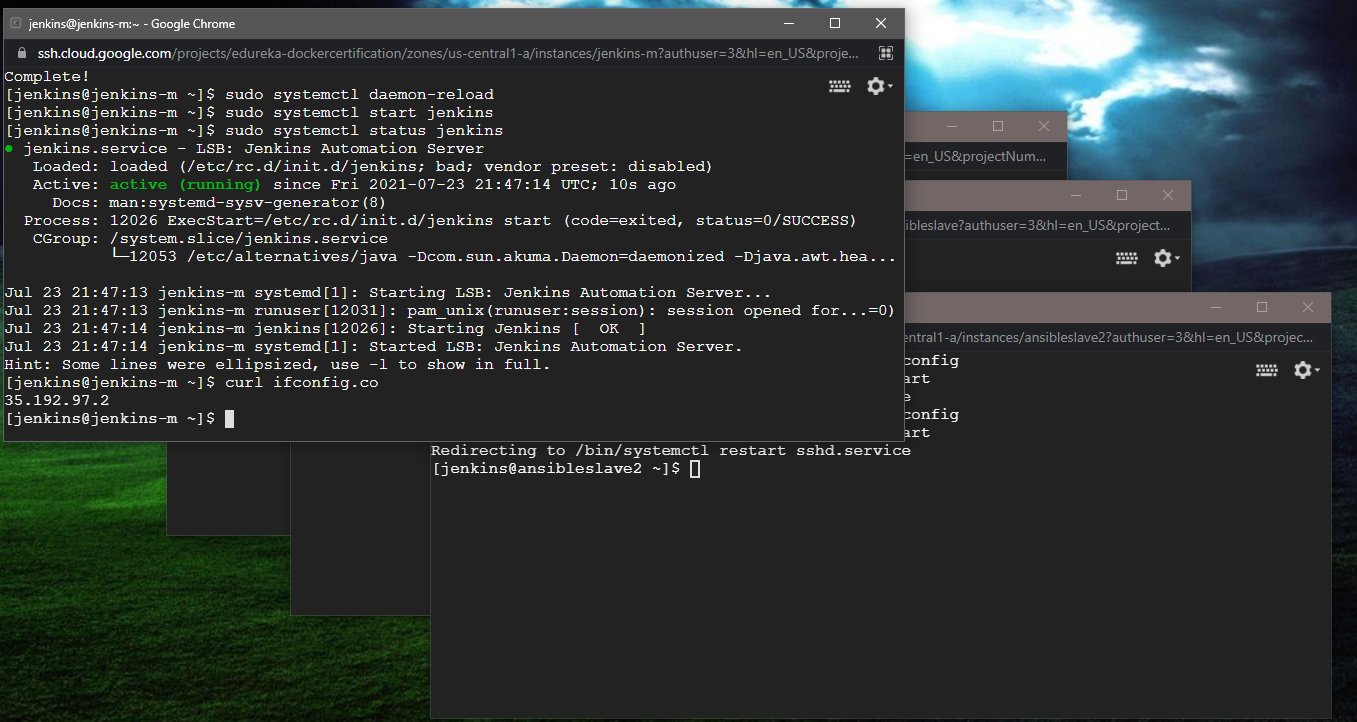 jenkins@jenkins-m:~ - Google Chrome
ssh.cloud.google.com/projects/edureka-dockercertification/zones/us-central1-a/instances/jenkins-m?authuser=3&hl=en_US&proje...
Complete!
[jenkins@jenkins-m ~]$ sudo systemctl daemon-reload
[jenkins@jenkins-m ~]$ sudo systemctl start jenkins
[jenkins@jenkins-m ~]$ sudo systemctl status jenkins
● jenkins.service - LSB: Jenkins Automation Server
   Loaded: loaded (/etc/rc.d/init.d/jenkins; bad; vendor preset: disabled)
   Active: active (running) since Fri 2021-07-23 21:47:14 UTC; 10s ago
     Docs: man:systemd-sysv-generator(8)
  Process: 12026 ExecStart=/etc/rc.d/init.d/jenkins start (code=exited, status=0/SUCCESS)
   CGroup: /system.slice/jenkins.service
           └─12053 /etc/alternatives/java -Dcom.sun.akuma.Daemon=daemonized -Djava.awt.hea...
Jul 23 21:47:13 jenkins-m systemd[1]: Starting LSB: Jenkins Automation Server...
Jul 23 21:47:13 jenkins-m runuser[12031]: pam_unix(runuser:session): session opened for...=0)
Jul 23 21:47:14 jenkins-m jenkins[12026]: Starting Jenkins [  OK  ]
Jul 23 21:47:14 jenkins-m systemd[1]: Started LSB: Jenkins Automation Server.
Hint: Some lines were ellipsized, use -l to show in full.
[jenkins@jenkins-m ~]$ curl ifconfig.co
35.192.97.2
[jenkins@jenkins-m ~]$
=en_US&projectNum...
ibleslave?authuser=3&hl=en_US&project...
entral1-a/instances/ansibleslave2?authuser=3&hl=en_US&projec...
config
art
e
config
art
Redirecting to /bin/systemctl restart sshd.service
[jenkins@ansibleslave2 ~]$